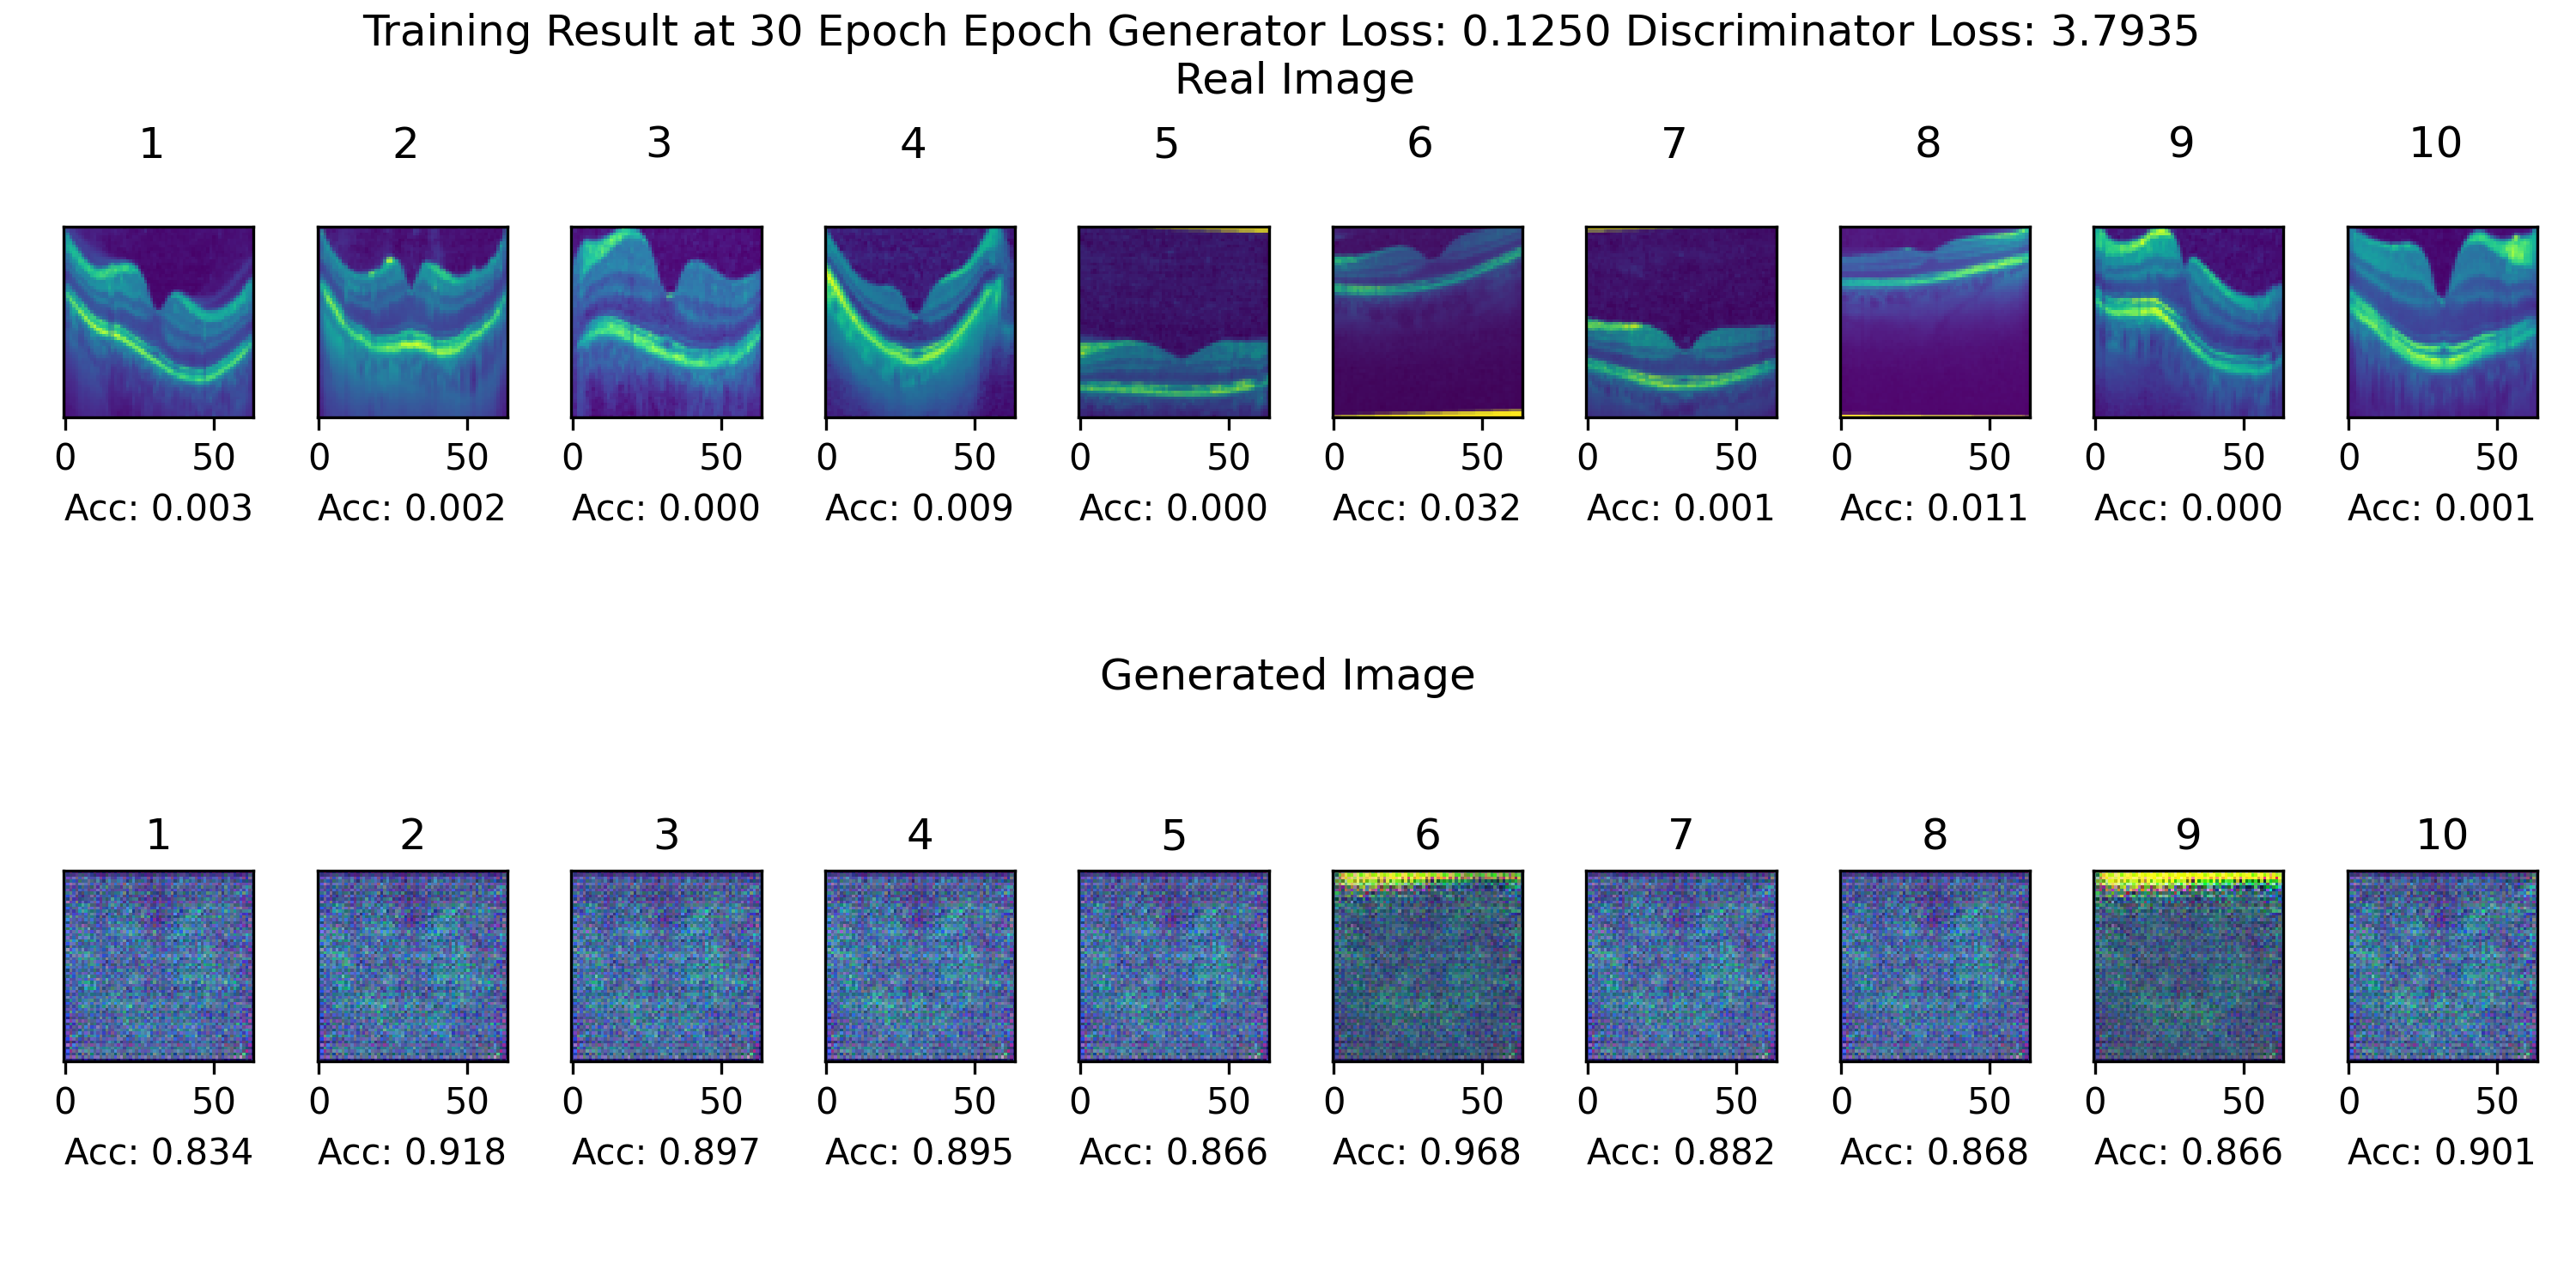 Training Result at 30 Epoch Epoch Generator Loss: 0.1250 Discriminator Loss: 3.7935
Real Image
1 2 3 4 5 6 7 8 9 10
0 50 0 50 0 50 0 50 0 50 0 50 0 50 0 50 0 50 0 50
Acc: 0.003 Acc: 0.002 Acc: 0.000 Acc: 0.009 Acc: 0.000 Acc: 0.032 Acc: 0.001 Acc: 0.011 Acc: 0.000 Acc: 0.001
Generated Image
1 2 3 4 5 6 7 8 9 10
0 50 0 50 0 50 0 50 0 50 0 50 0 50 0 50 0 50 0 50
Acc: 0.834 Acc: 0.918 Acc: 0.897 Acc: 0.895 Acc: 0.866 Acc: 0.968 Acc: 0.882 Acc: 0.868 Acc: 0.866 Acc: 0.901